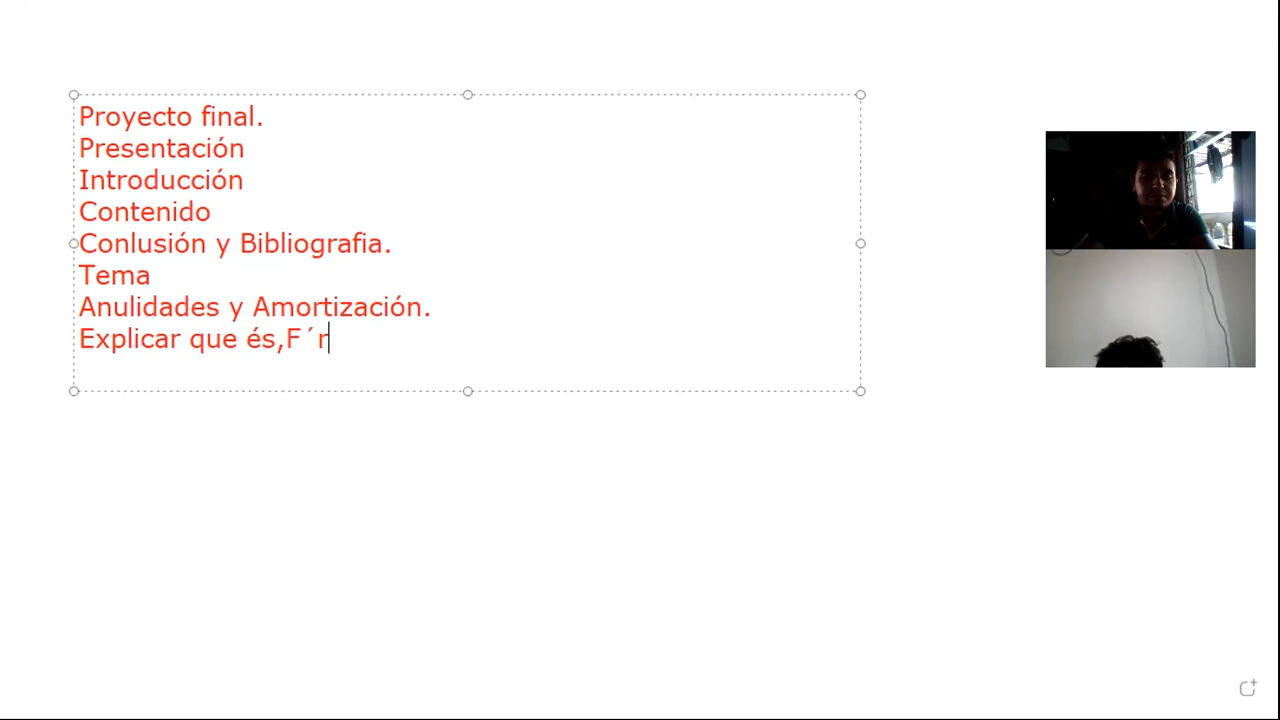 Proyecto final.
Presentación
Introducción
Contenido
Conlusión y Bibliografia.
Tema
Anulidades y Amortización.
Explicar que és,F´r